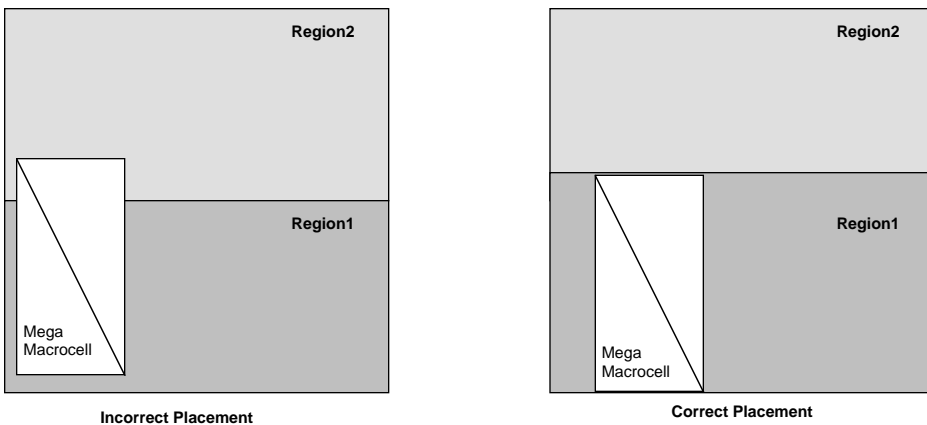 Region2
Region1
Mega
Macrocell
Incorrect Placement
Region2
Region1
Mega
Macrocell
Correct Placement